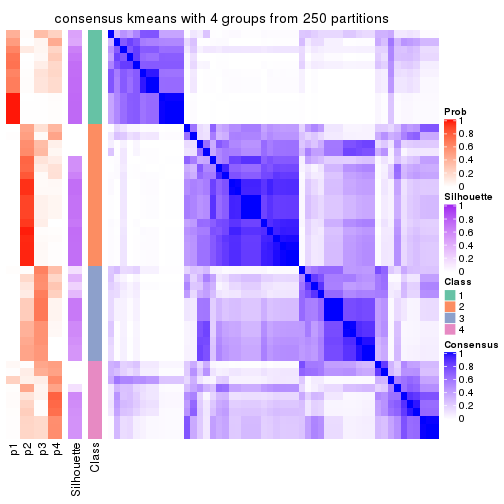 consensus kmeans with 4 groups from 250 partitions
Prob
1
0.8
0.6
0.4
0.2
0
Silhouette
1
0.8
0.6
0.4
0.2
0
Class
1
2
3
4
Consensus
1
0.8
0.6
0.4
0.2
0
p1
p2
p3
p4
Silhouette
Class